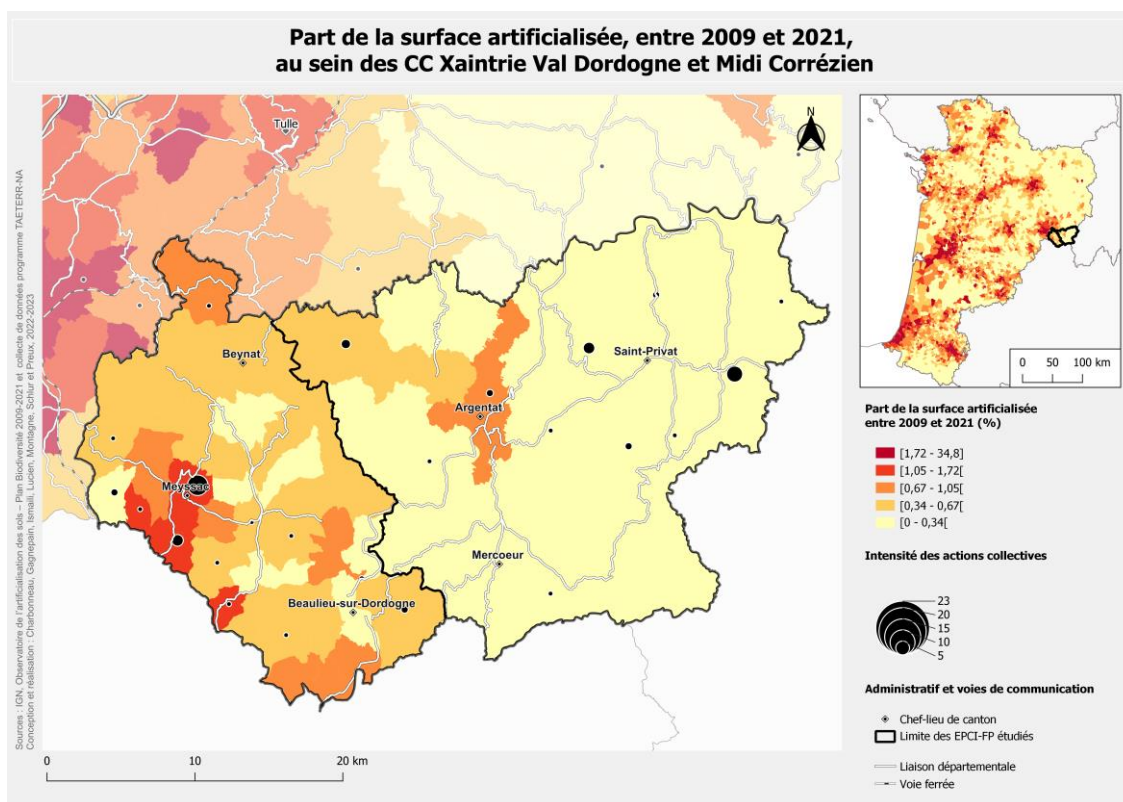 Part de la surface artificialisée, entre 2009 et 2021,
au sein des CC Xaintrie Val Dordogne et Midi Corrézien
Tulle
N
Beynat
Saint-Privat
Argentat
Meyssac
Mercoeur
Beaulieu-sur-Dordogne
0 10 20 km
Sources : IGN, Observatoire de l'artificialisation des sols – Plan Biodiversité 2009-2021 et collecte de données programme TAETERR-NA
Conception et réalisation : Charbonneau, Gagnepain, Ismaili, Lucien, Montagne, Schlur et Preux, 2022-2023
0 50 100 km
Part de la surface artificialisée
entre 2009 et 2021 (%)
[1,72 - 34,8]
[1,05 - 1,72[
[0,67 - 1,05[
[0,34 - 0,67[
[0 - 0,34[
Intensité des actions collectives
23
20
15
10
5
Administratif et voies de communication
Chef-lieu de canton
Limite des EPCI-FP étudiés
Liaison départementale
Voie ferrée